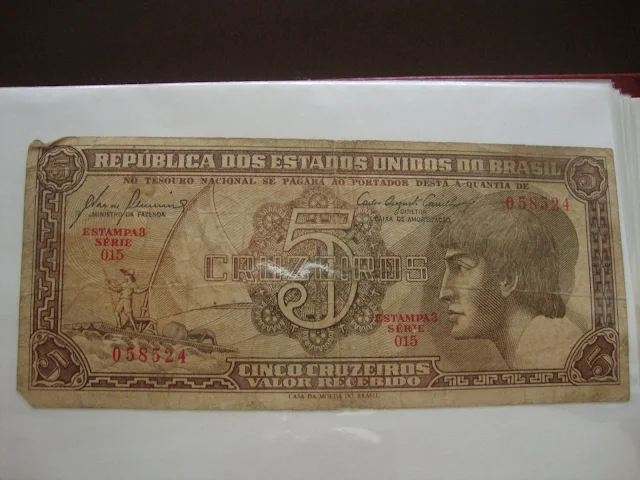 5 REPÚBLICA DOS ESTADOS UNIDOS DO BRASIL 5
NO TESOURO NACIONAL SE PAGARÁ AO PORTADOR DESTA A QUANTIA DE
MINISTRO DA FAZENDA
DIRETOR
CAIXA DE AMORTIZAÇÃO
058524
ESTAMPA 3
SÉRIE
015
5
CRUZEIROS
ESTAMPA 3
SÉRIE
015
058524
5 CINCO CRUZEIROS 5
VALOR RECEBIDO
CASA DA MOEDA DO BRASIL